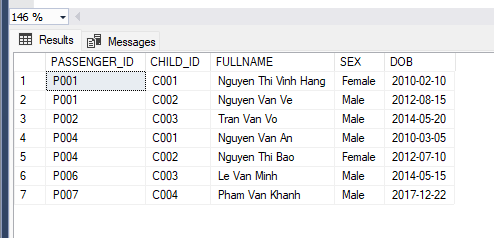 146 %
Results Messages
PASSENGER_ID CHILD_ID FULLNAME SEX DOB
1 P001 C001 Nguyen Thi Vinh Hang Female 2010-02-10
2 P001 C002 Nguyen Van Ve Male 2012-08-15
3 P002 C003 Tran Van Vo Male 2014-05-20
4 P004 C001 Nguyen Van An Male 2010-03-05
5 P004 C002 Nguyen Thi Bao Female 2012-07-10
6 P006 C003 Le Van Minh Male 2014-05-15
7 P007 C004 Pham Van Khanh Male 2017-12-22